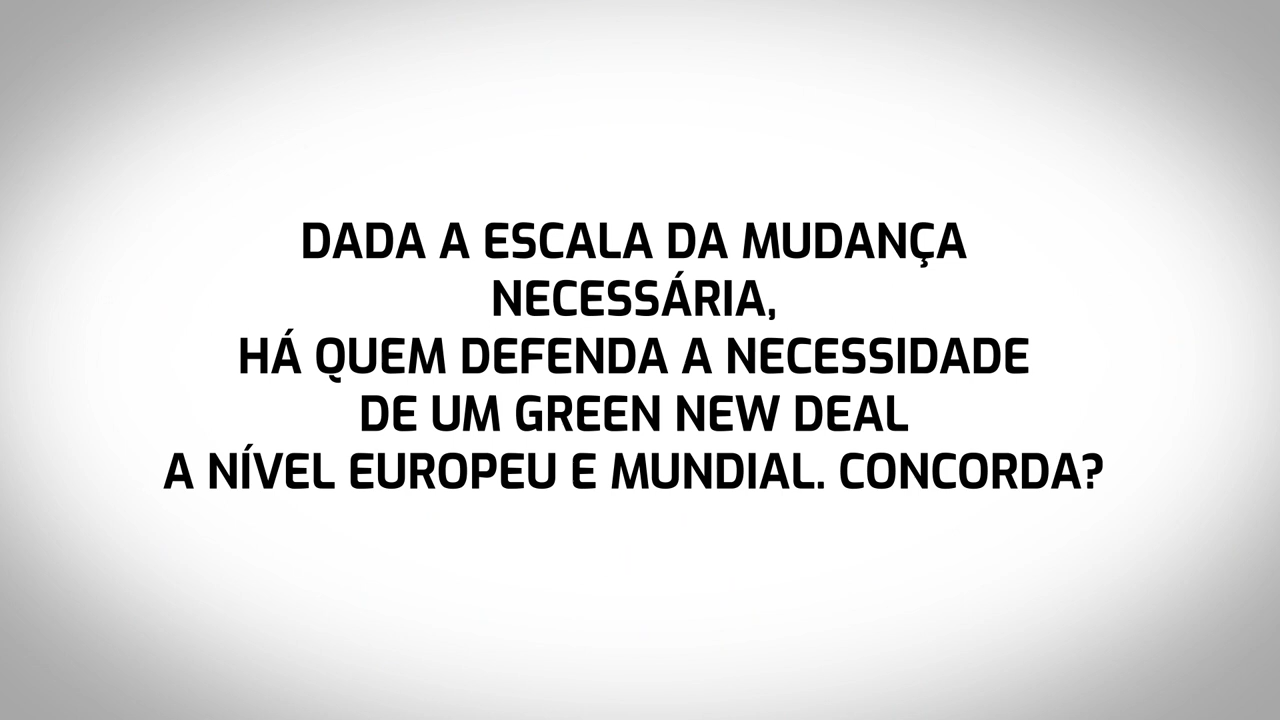 DADA A ESCALA DA MUDANÇA
NECESSÁRIA,
HÁ QUEM DEFENDA A NECESSIDADE
DE UM GREEN NEW DEAL
A NÍVEL EUROPEU E MUNDIAL. CONCORDA?